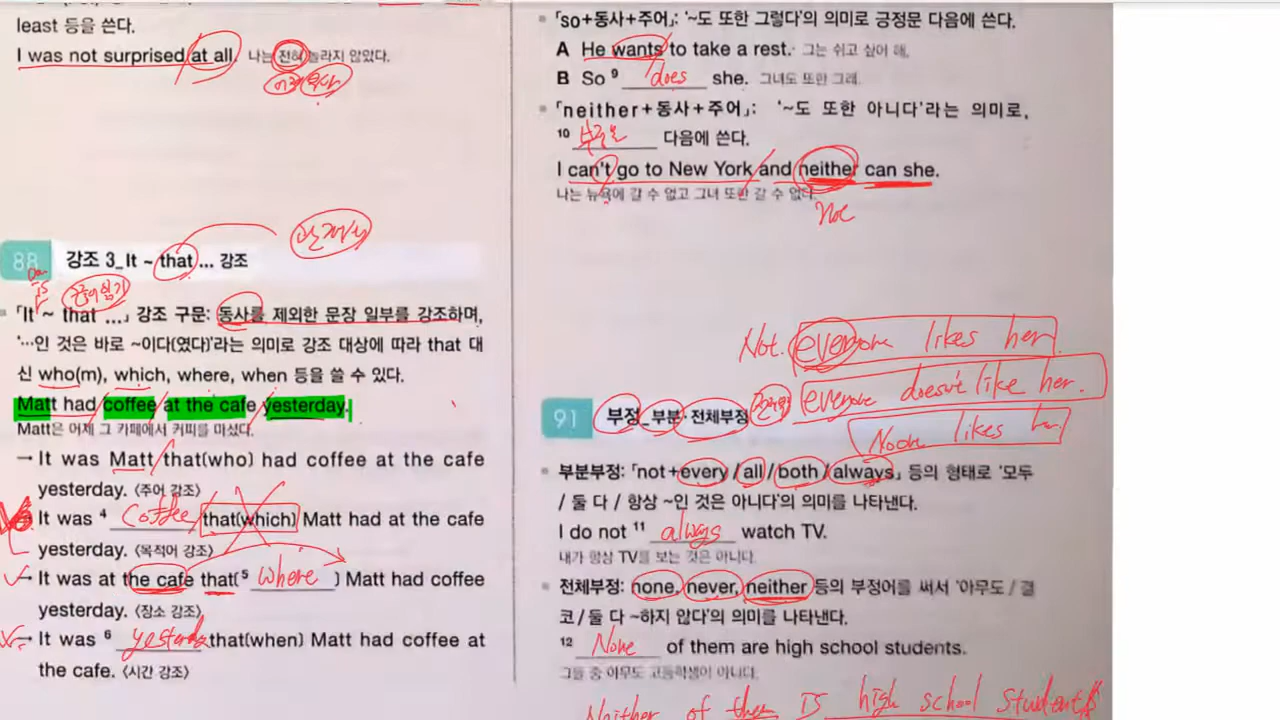 least 등을 쓴다.
I was not surprised at all. 나는 전혀 놀라지 않았다.
88 강조 3_It ~ that ... 강조
「It ~ that ...」 강조 구문: 동사를 제외한 문장 일부를 강조하며,
'…인 것은 바로 ~이다(였다)'라는 의미로 강조 대상에 따라 that 대
신 who(m), which, where, when 등을 쓸 수 있다.
Matt had coffee at the cafe yesterday.
Matt은 어제 그 카페에서 커피를 마셨다.
→ It was Matt that(who) had coffee at the cafe
yesterday. 〈주어 강조〉
→ It was 4 coffee that(which) Matt had at the cafe
yesterday. 〈목적어 강조〉
→ It was at the cafe that(5 where ) Matt had coffee
yesterday. 〈장소 강조〉
→ It was 6 yesterday that(when) Matt had coffee at
the cafe. 〈시간 강조〉
「so+동사+주어」: '~도 또한 그렇다'의 의미로 긍정문 다음에 쓴다.
A He wants to take a rest. 그는 쉬고 싶어 해.
B So 9 does she. 그녀도 또한 그래.
「neither+동사+주어」: '~도 또한 아니다'라는 의미로,
10 부정문 다음에 쓴다.
I can't go to New York and neither can she.
나는 뉴욕에 갈 수 없고 그녀 또한 갈 수 없다.
Not everyone likes her.
everyone doesn't like her.
Noone likes her.
91 부정_부분·전체부정
부분부정: 「not+every / all / both / always」 등의 형태로 '모두
/ 둘 다 / 항상 ~인 것은 아니다'의 의미를 나타낸다.
I do not 11 always watch TV.
내가 항상 TV를 보는 것은 아니다.
전체부정: none, never, neither 등의 부정어를 써서 '아무도 / 결
코 / 둘 다 ~하지 않다'의 의미를 나타낸다.
12 None of them are high school students.
그들 중 아무도 고등학생이 아니다.
Neither of them is high school students